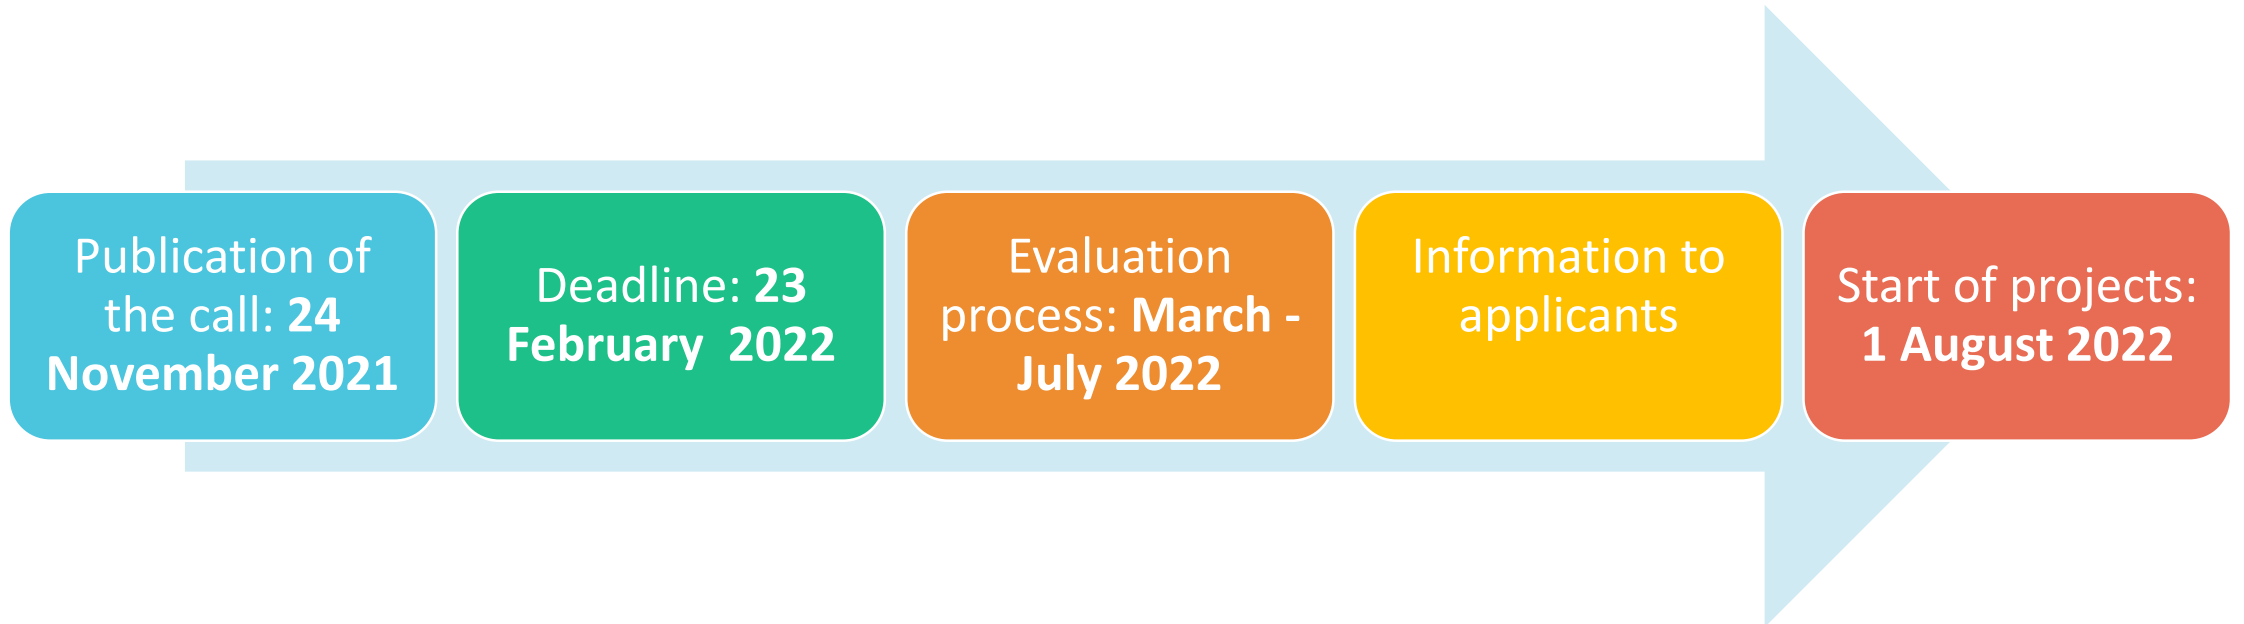 Publication of
the call: 24
November 2021
Deadline: 23
February  2022
Evaluation
process: March -
July 2022
Information to
applicants
Start of projects:
1 August 2022